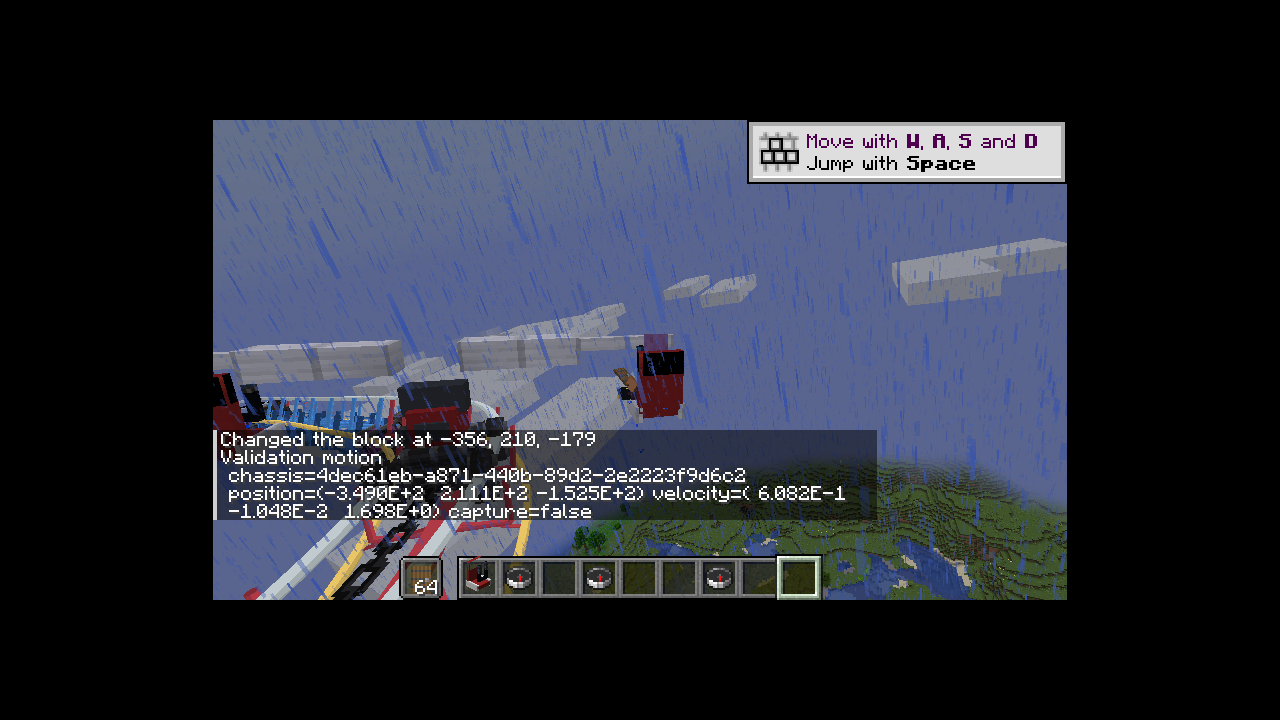 Move with W, A, S and D
Jump with Space
Changed the block at -356, 210, -179
Validation motion
chassis=4dec61eb-a871-440b-89d2-2e2223f9d6c2
position=(-3.490E+2  2.111E+2 -1.525E+2) velocity=( 6.082E-1
-1.048E-2  1.698E+0) capture=false
64